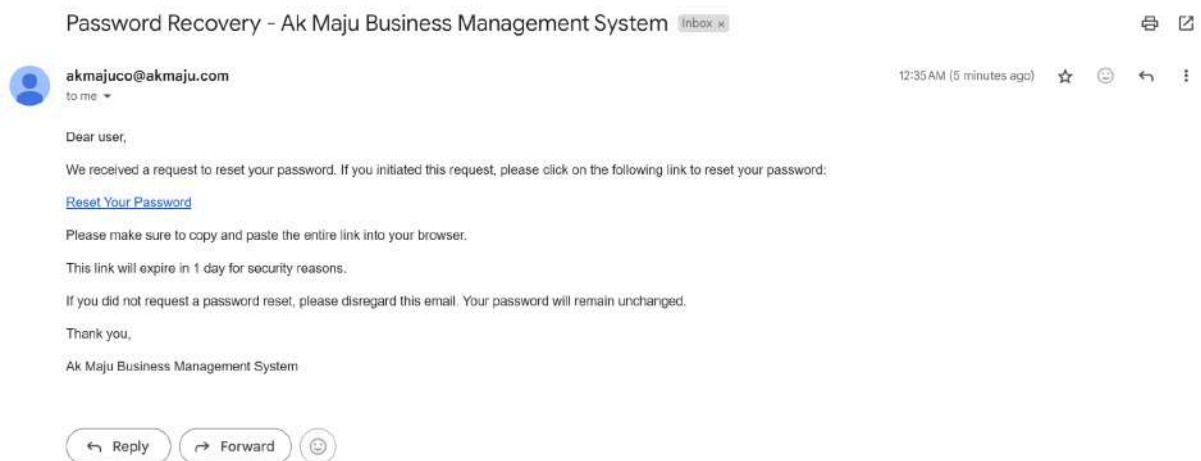 Password Recovery - Ak Maju Business Management System Inbox ×
akmajuco@akmaju.com 12:35 AM (5 minutes ago)
to me
Dear user,
We received a request to reset your password. If you initiated this request, please click on the following link to reset your password:
Reset Your Password
Please make sure to copy and paste the entire link into your browser.
This link will expire in 1 day for security reasons.
If you did not request a password reset, please disregard this email. Your password will remain unchanged.
Thank you,
Ak Maju Business Management System
Reply Forward